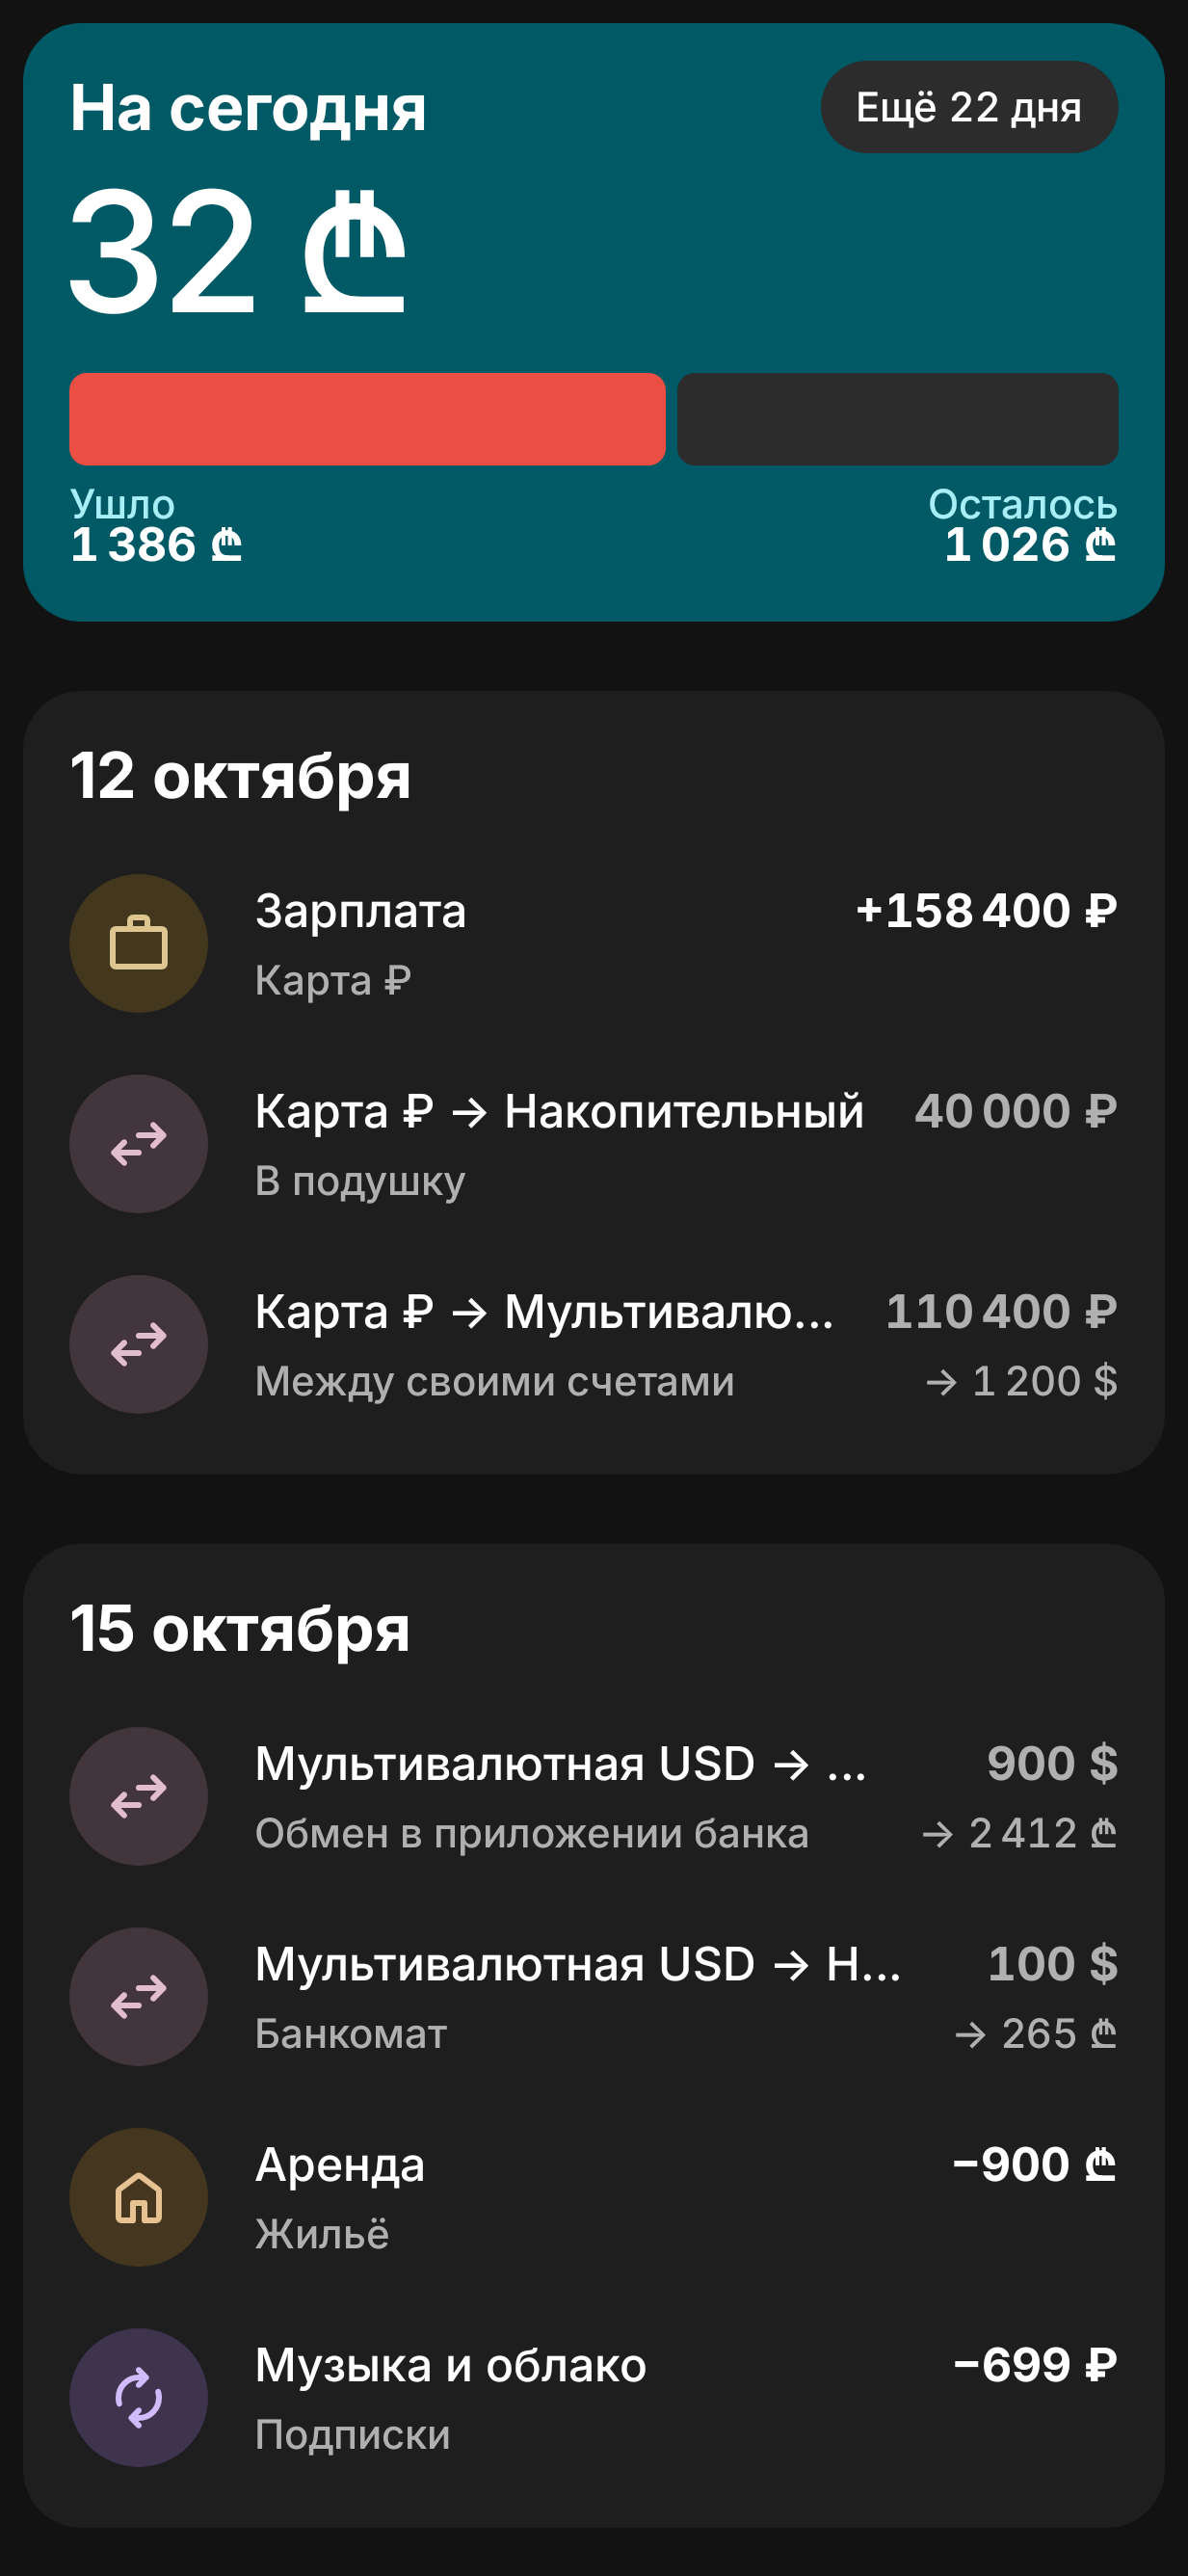 На сегодня
Ещё 22 дня
32 ₾
Ушло
Осталось
1 386 ₾
1 026 ₾
12 октября
Зарплата
+158 400 ₽
Карта ₽
Карта ₽ → Накопительный
40 000 ₽
В подушку
Карта ₽ → Мультивалю...
110 400 ₽
Между своими счетами
→ 1 200 $
15 октября
Мультивалютная USD → ...
900 $
Обмен в приложении банка
→ 2 412 ₾
Мультивалютная USD → Н...
100 $
Банкомат
→ 265 ₾
Аренда
−900 ₾
Жильё
Музыка и облако
−699 ₽
Подписки